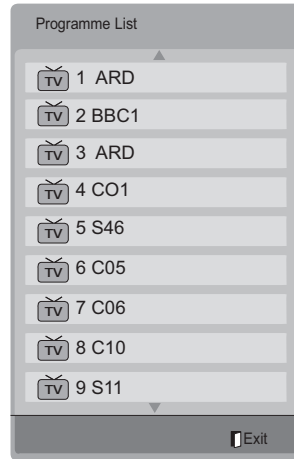 Programme List
TV 1 ARD
TV 2 BBC1
TV 3 ARD
TV 4 CO1
TV 5 S46
TV 6 C05
TV 7 C06
TV 8 C10
TV 9 S11
Exit